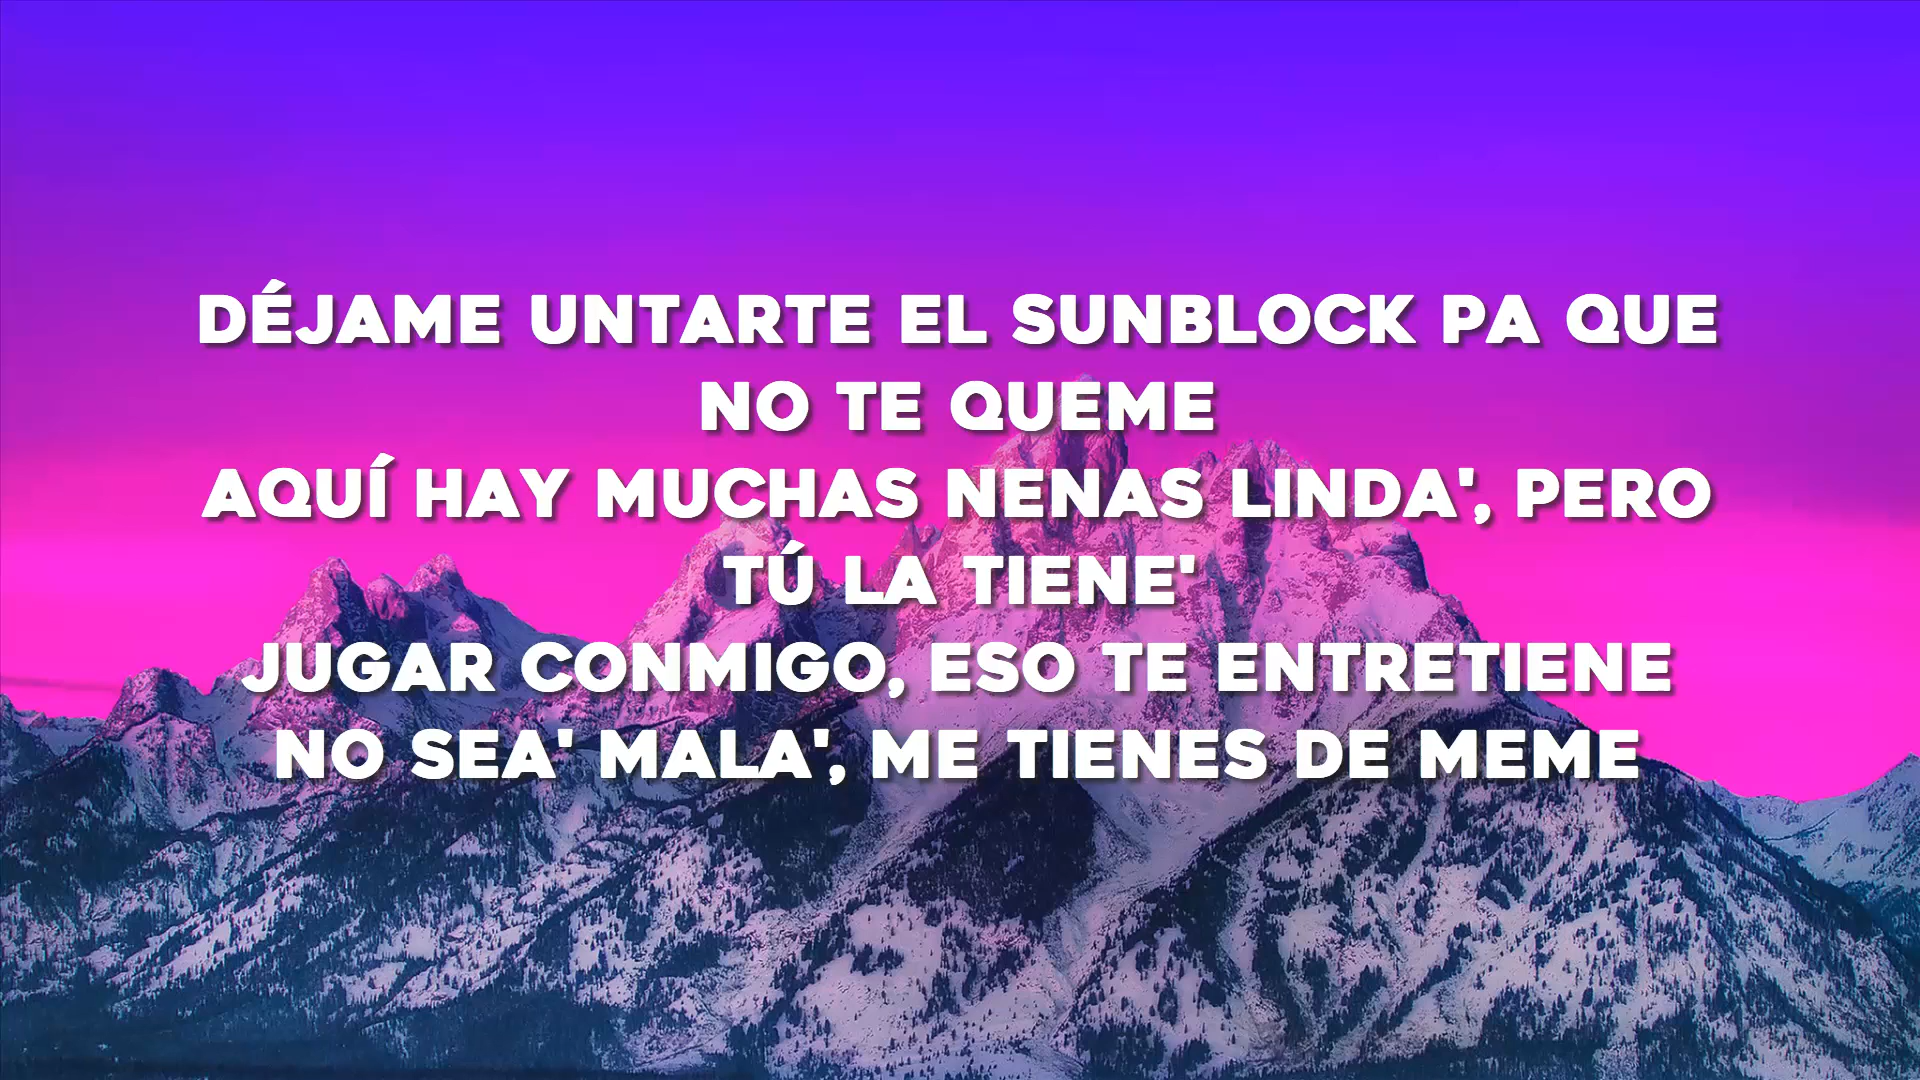 DÉJAME UNTARTE EL SUNBLOCK PA QUE
NO TE QUEME
AQUÍ HAY MUCHAS NENAS LINDA', PERO
TÚ LA TIENE'
JUGAR CONMIGO, ESO TE ENTRETIENE
NO SEA' MALA', ME TIENES DE MEME